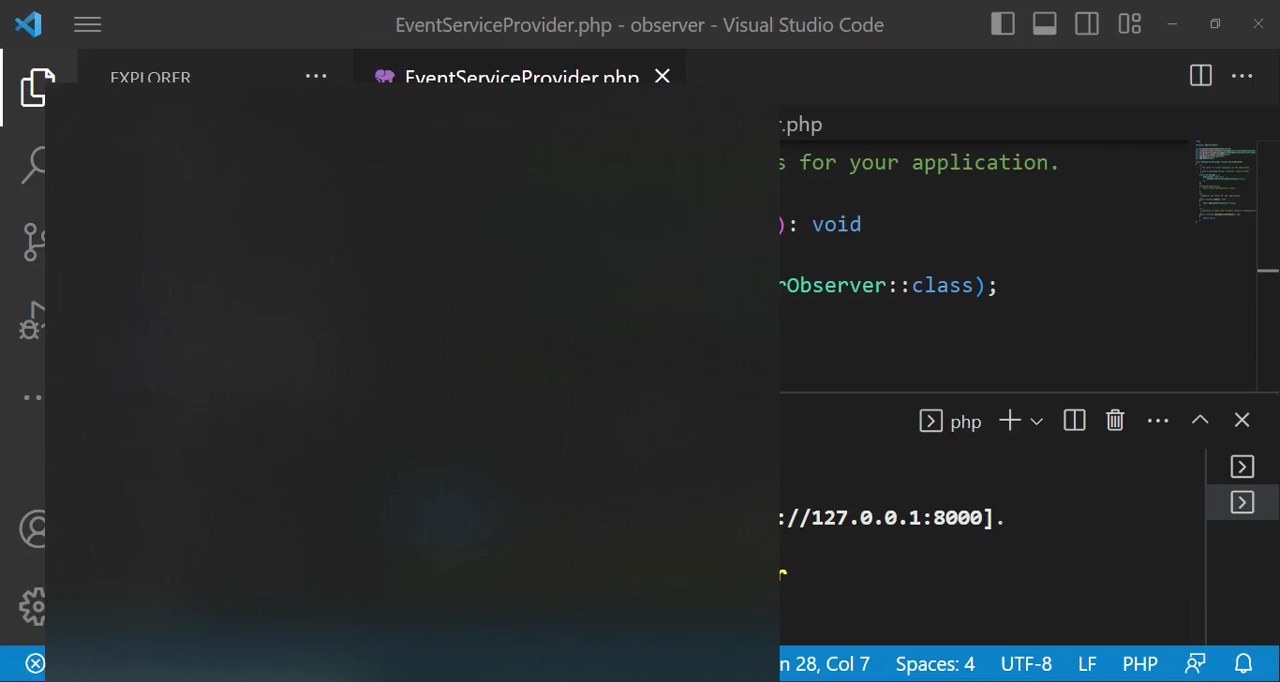 EventServiceProvider.php - observer - Visual Studio Code
EXPLORER
EventServiceProvider.php
.php
s for your application.
): void
rObserver::class);
php
://127.0.0.1:8000].
r
n 28, Col 7
Spaces: 4
UTF-8
LF
PHP